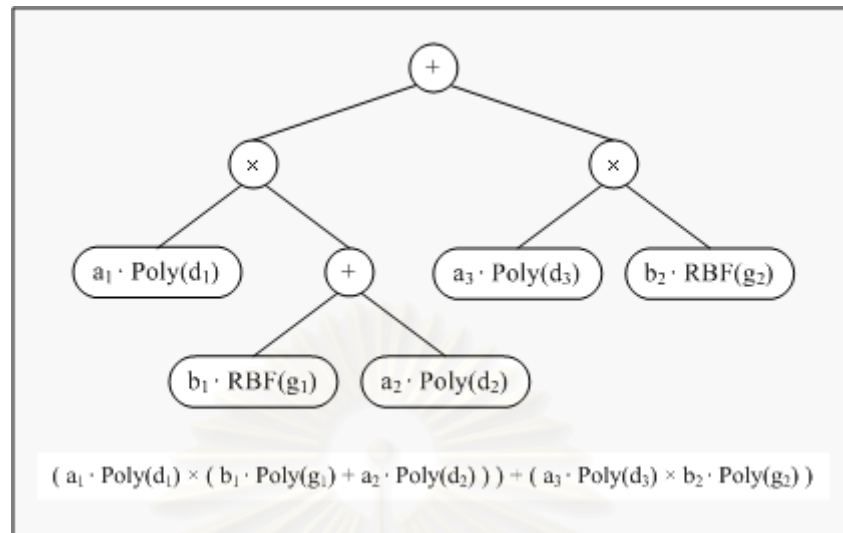 +
× ×
a₁ · Poly(d₁) + a₃ · Poly(d₃) b₂ · RBF(g₂)
b₁ · RBF(g₁) a₂ · Poly(d₂)
( a₁ · Poly(d₁) × ( b₁ · Poly(g₁) + a₂ · Poly(d₂) ) ) + ( a₃ · Poly(d₃) × b₂ · Poly(g₂) )